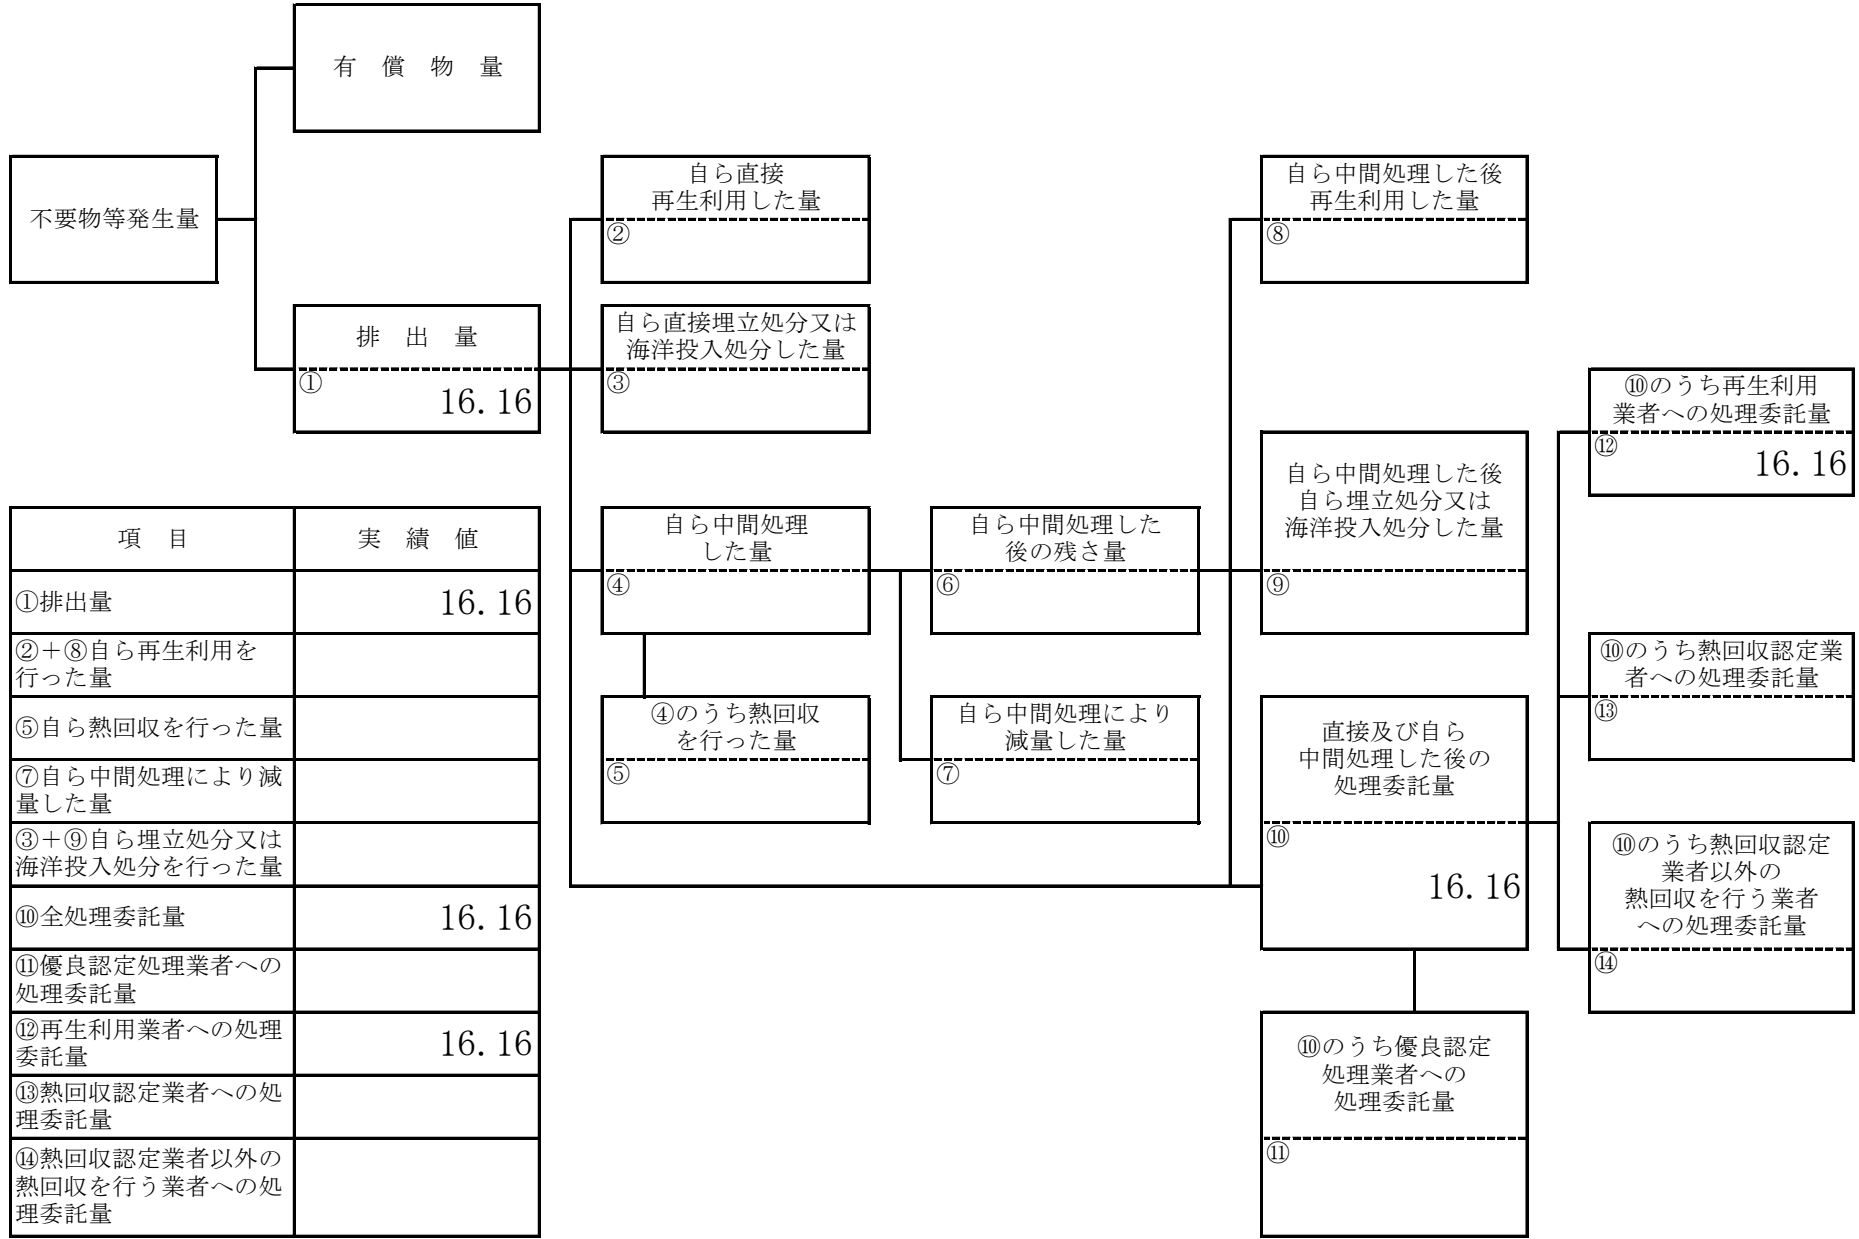 有 償 物 量
不要物等発生量
排 出 量
①
16.16
自ら直接
再生利用した量
②
自ら直接埋立処分又は
海洋投入処分した量
③
自ら中間処理
した量
④
④のうち熱回収
を行った量
⑤
自ら中間処理した
後の残さ量
⑥
自ら中間処理により
減量した量
⑦
自ら中間処理した後
再生利用した量
⑧
自ら中間処理した後
自ら埋立処分又は
海洋投入処分した量
⑨
直接及び自ら
中間処理した後の
処理委託量
⑩
16.16
⑩のうち優良認定
処理業者への
処理委託量
⑪
⑩のうち再生利用
業者への処理委託量
⑫
16.16
⑩のうち熱回収認定業
者への処理委託量
⑬
⑩のうち熱回収認定
業者以外の
熱回収を行う業者
への処理委託量
⑭
項 目
実 績 値
①排出量
16.16
②+⑧自ら再生利用を
行った量
⑤自ら熱回収を行った量
⑦自ら中間処理により減
量した量
③+⑨自ら埋立処分又は
海洋投入処分を行った量
⑩全処理委託量
16.16
⑪優良認定処理業者への
処理委託量
⑫再生利用業者への処理
委託量
16.16
⑬熱回収認定業者への処
理委託量
⑭熱回収認定業者以外の
熱回収を行う業者への処
理委託量